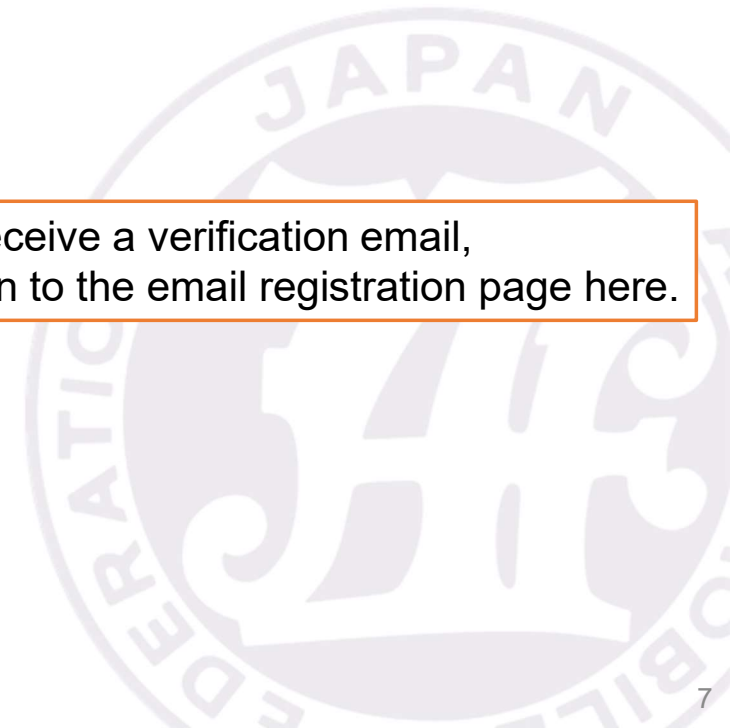 JAPAN
ceive a verification email,
n to the email registration page here.
7